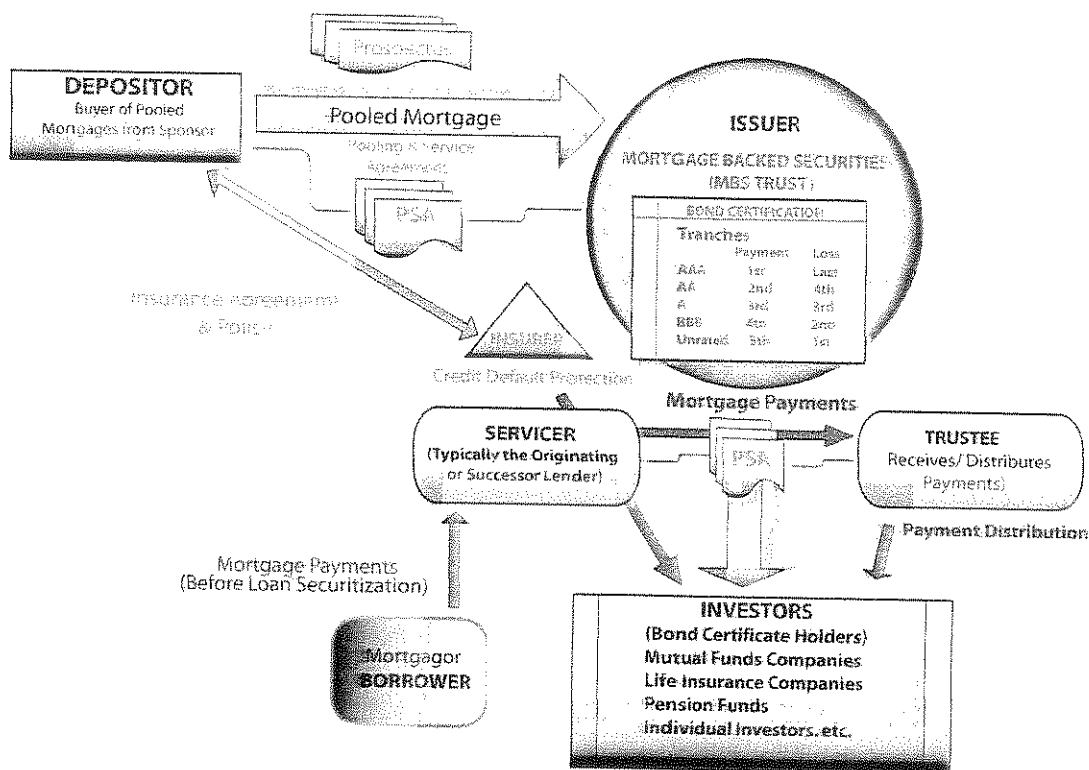 Prospectus
DEPOSITOR
Buyer of Pooled
Mortgages from Sponsor
Pooled Mortgage
Pooling & Service
Agreement
PSA
ISSUER
MORTGAGE BACKED SECURITIES
(MBS TRUST)
BOND CERTIFICATION
Tranches
Payment Loss
AAA 1st Last
AA 2nd 4th
A 3rd 3rd
BBB 4th 2nd
Unrated 5th 1st
Insurance Agreement
& Policy
INSURER
Credit Default Protection
Mortgage Payments
SERVICER
(Typically the Originating
or Successor Lender)
PSA
TRUSTEE
Receives/ Distributes
Payments)
Payment Distribution
Mortgage Payments
(Before Loan Securitization)
Mortgagor
BORROWER
INVESTORS
(Bond Certificate Holders)
Mutual Funds Companies
Life Insurance Companies
Pension Funds
Individual Investors, etc.